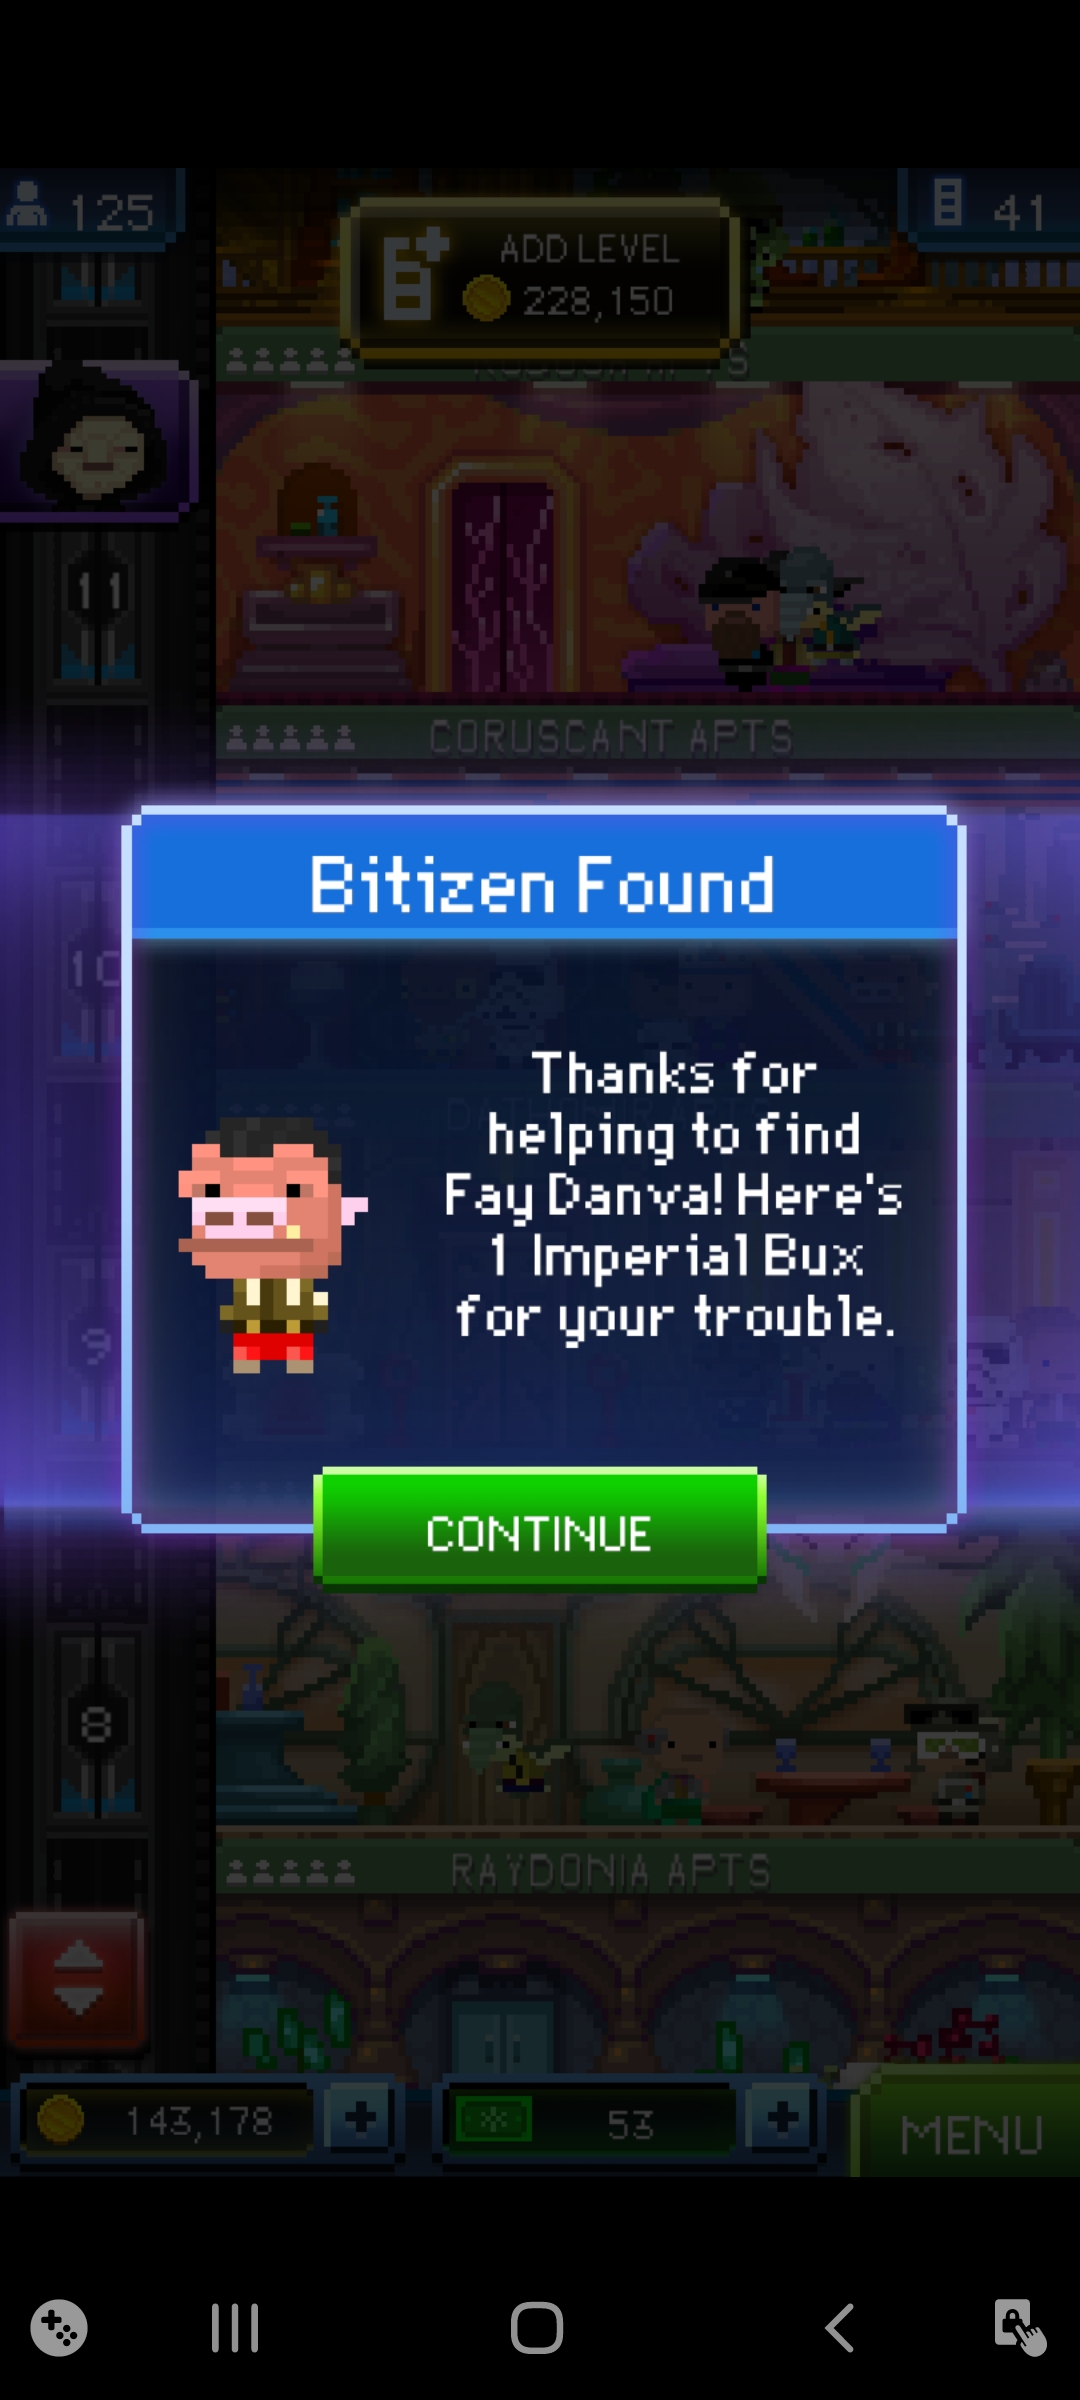 125
ADD LEVEL
228,150
41
11
CORUSCANT APTS
Bitizen Found
10
Thanks for
helping to find
Fay Danva! Here's
1 Imperial Bux
for your trouble.
9
CONTINUE
8
RAYDONIA APTS
143,178
53
MENU